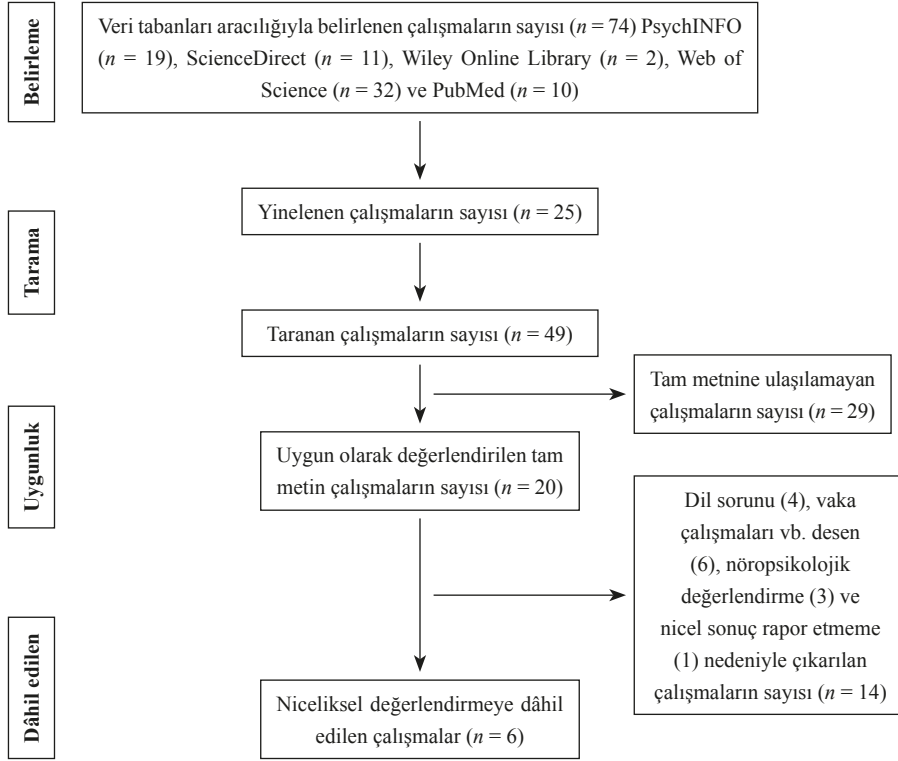 Belirleme
Veri tabanları aracılığıyla belirlenen çalışmaların sayısı (n = 74) PsychINFO
(n = 19), ScienceDirect (n = 11), Wiley Online Library (n = 2), Web of
Science (n = 32) ve PubMed (n = 10)
Tarama
Yinelenen çalışmaların sayısı (n = 25)
Taranan çalışmaların sayısı (n = 49)
Tam metnine ulaşılamayan
çalışmaların sayısı (n = 29)
Uygunluk
Uygun olarak değerlendirilen tam
metin çalışmaların sayısı (n = 20)
Dil sorunu (4), vaka
çalışmaları vb. desen
(6), nöropsikolojik
değerlendirme (3) ve
nicel sonuç rapor etmeme
(1) nedeniyle çıkarılan
çalışmaların sayısı (n = 14)
Dâhil edilen
Niceliksel değerlendirmeye dâhil
edilen çalışmalar (n = 6)